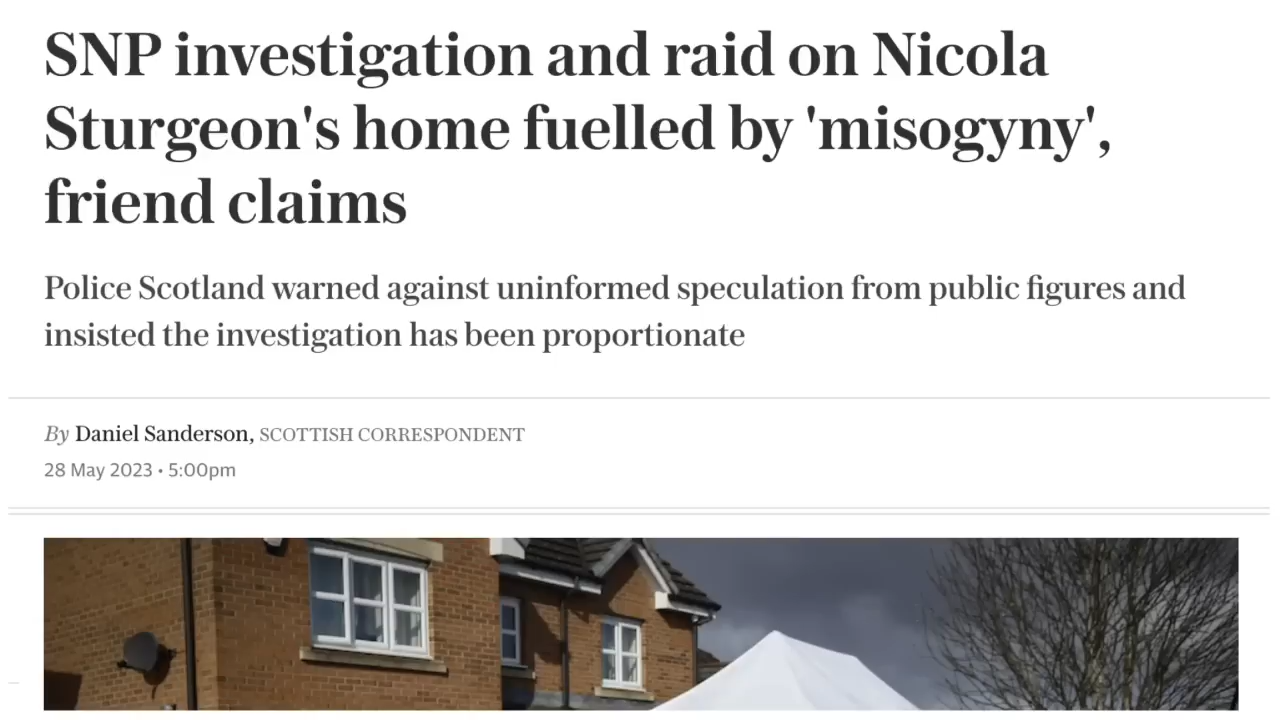 SNP investigation and raid on Nicola
Sturgeon's home fuelled by 'misogyny',
friend claims
Police Scotland warned against uninformed speculation from public figures and
insisted the investigation has been proportionate
By Daniel Sanderson, SCOTTISH CORRESPONDENT
28 May 2023 • 5:00pm